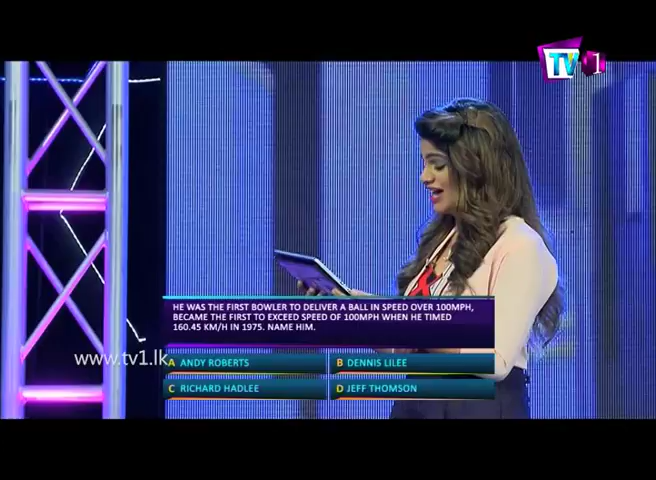 TV 1
HE WAS THE FIRST BOWLER TO DELIVER A BALL IN SPEED OVER 100MPH,
BECAME THE FIRST TO EXCEED SPEED OF 100MPH WHEN HE TIMED
160.45 KM/H IN 1975. NAME HIM.
www.tv1.lk
A ANDY ROBERTS
B DENNIS LILEE
C RICHARD HADLEE
D JEFF THOMSON